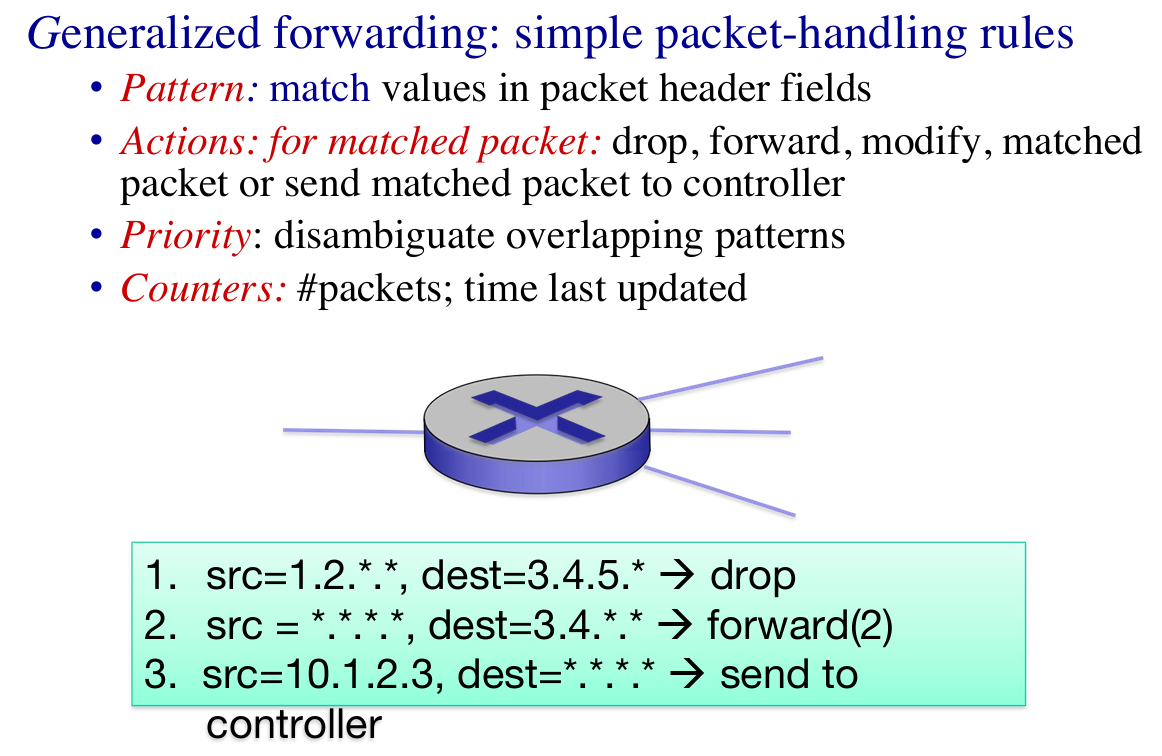 Generalized forwarding: simple packet-handling rules
• Pattern: match values in packet header fields
• Actions: for matched packet: drop, forward, modify, matched
packet or send matched packet to controller
• Priority: disambiguate overlapping patterns
• Counters: #packets; time last updated
1. src=1.2.*.*, dest=3.4.5.* → drop
2. src = *.*.*.*, dest=3.4.*.* → forward(2)
3. src=10.1.2.3, dest=*.*.*.* → send to
controller